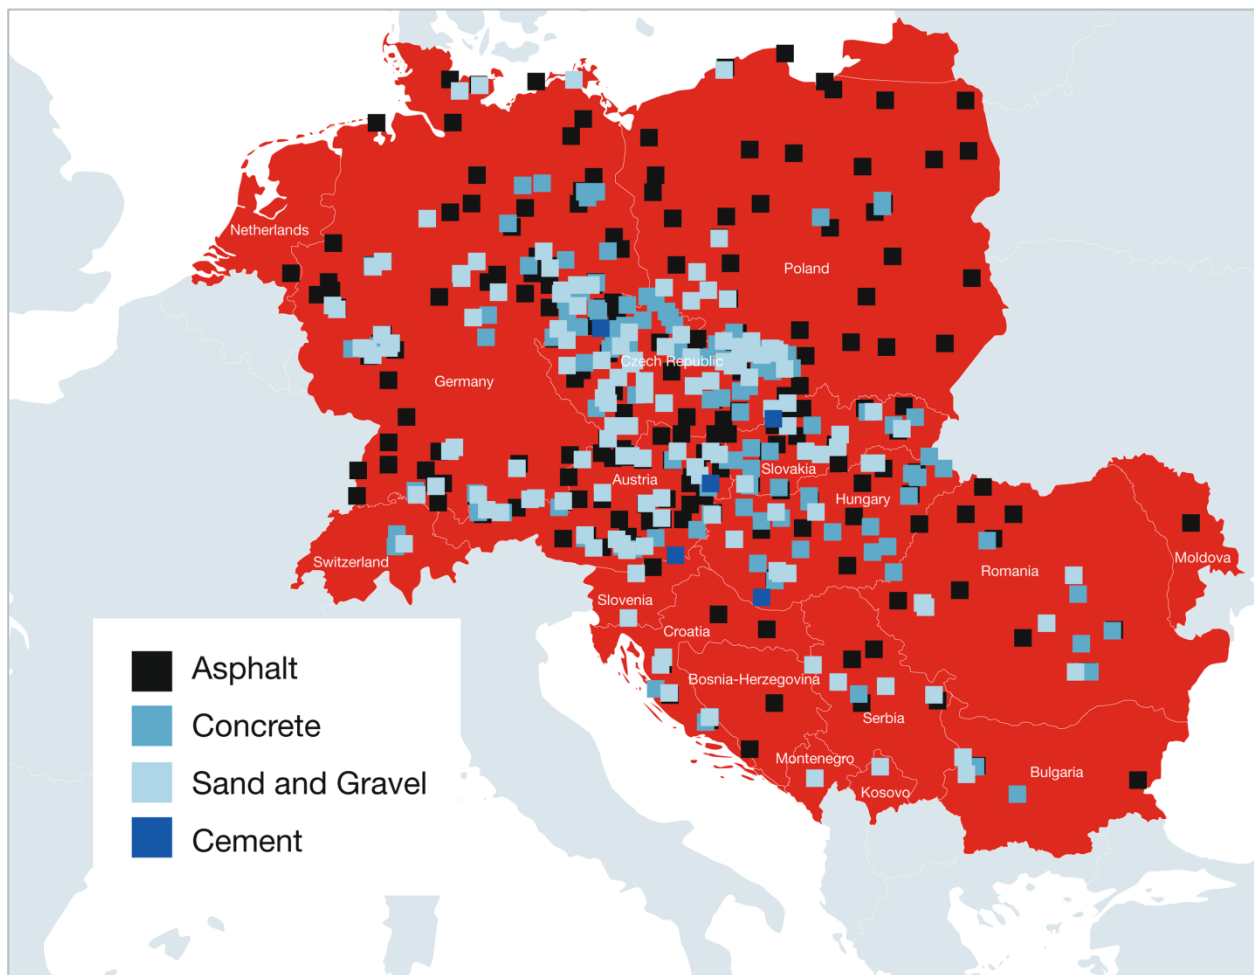 Netherlands
Poland
Czech Republic
Germany
Slovakia
Austria
Hungary
Switzerland
Romania
Moldova
Slovenia
Croatia
Bosnia-Herzegovina
Serbia
Montenegro
Kosovo
Bulgaria
Asphalt
Concrete
Sand and Gravel
Cement